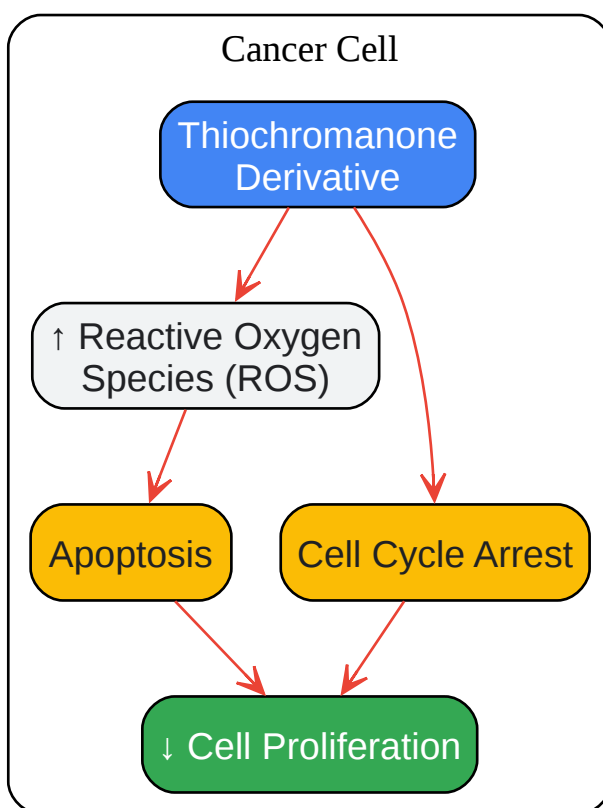 Cancer Cell
Thiochromanone
Derivative
↑ Reactive Oxygen
Species (ROS)
Apoptosis
Cell Cycle Arrest
↓ Cell Proliferation